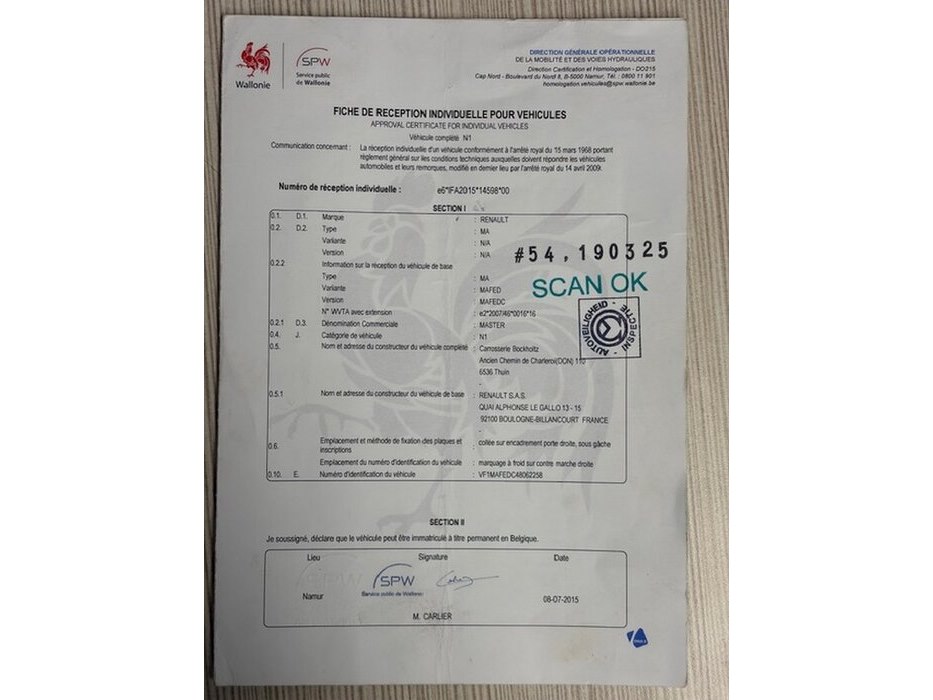 Wallonie
SPW
Service public
de Wallonie
DIRECTION GÉNÉRALE OPÉRATIONNELLE
DE LA MOBILITÉ ET DES VOIES HYDRAULIQUES
Direction Certification et Homologation - DO215
Cap Nord - Boulevard du Nord 8, B-5000 Namur, Tél. : 0800 11 901
homologation.vehicules@spw.wallonie.be
FICHE DE RECEPTION INDIVIDUELLE POUR VEHICULES
APPROVAL CERTIFICATE FOR INDIVIDUAL VEHICLES
Véhicule complété N1
Communication concernant : La réception individuelle d'un véhicule conformément à l'arrêté royal du 15 mars 1968 portant
règlement général sur les conditions techniques auxquelles doivent répondre les véhicules
automobiles et leurs remorques, modifié en dernier lieu par l'arrêté royal du 14 avril 2009.
Numéro de réception individuelle : e6*IFA2015*14598*00
SECTION I
0.1. D.1. Marque : RENAULT
0.2. D.2. Type : MA
Variante : N/A
Version : N/A
#54,190325
0.2.2 Information sur la réception du véhicule de base
SCAN OK
Type : MA
Variante : MAFED
Version : MAFEDC
N° WVTA avec extension : e2*2007/46*0016*16
AUTOVEILIGHEID - INSPECTIE -
0.2.1 D.3. Dénomination Commerciale : MASTER
0.4. J. Catégorie de véhicule : N1
0.5. Nom et adresse du constructeur du véhicule complété : Carrosserie Bockholtz
Ancien Chemin de Charleroi(DON) 110
6536 Thuin
-
0.5.1 Nom et adresse du constructeur du véhicule de base : RENAULT S.A.S.
QUAI ALPHONSE LE GALLO 13 - 15
92100 BOULOGNE-BILLANCOURT FRANCE
-
0.6. Emplacement et méthode de fixation des plaques et inscriptions : collée sur encadrement porte droite, sous gâche
Emplacement du numéro d'identification du véhicule : marquage à froid sur contre marche droite
0.10. E. Numéro d'identification du véhicule : VF1MAFEDC48062258
SECTION II
Je soussigné, déclare que le véhicule peut être immatriculé à titre permanent en Belgique.
Lieu Signature Date
SPW
Service public de Wallonie
Namur 08-07-2015
M. CARLIER